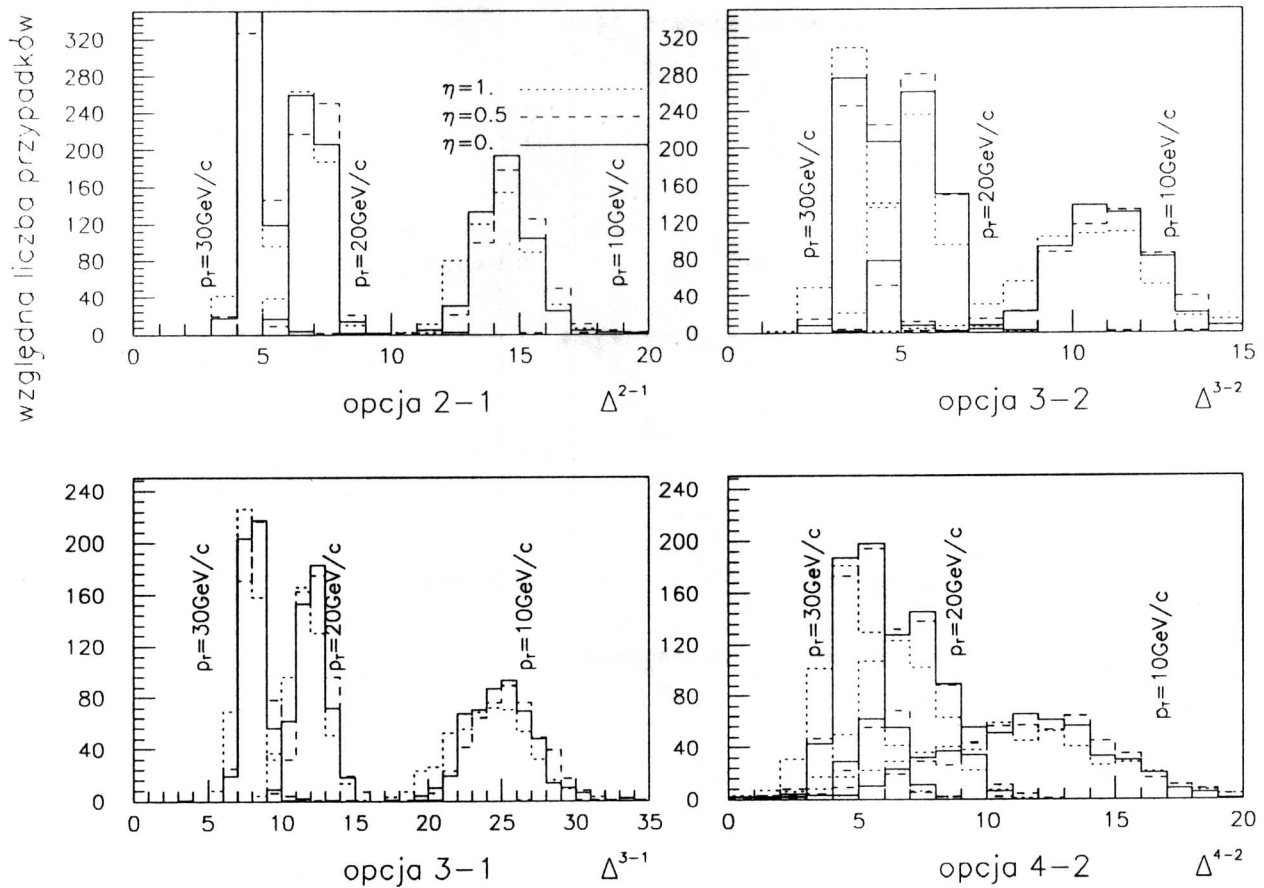 względna liczba przypadków
320
280
240
200
160
120
80
40
0
η=1.
η=0.5
η=0.
pT=30GeV/c
pT=20GeV/c
pT=10GeV/c
0
5
10
15
20
opcja 2-1
Δ²⁻¹
320
280
240
200
160
120
80
40
0
pT=30GeV/c
pT=20GeV/c
pT=10GeV/c
0
5
10
15
opcja 3-2
Δ³⁻²
240
200
160
120
80
40
0
pT=30GeV/c
pT=20GeV/c
pT=10GeV/c
0
5
10
15
20
25
30
35
opcja 3-1
Δ³⁻¹
240
200
160
120
80
40
0
pT=30GeV/c
pT=20GeV/c
pT=10GeV/c
0
5
10
15
20
opcja 4-2
Δ⁴⁻²